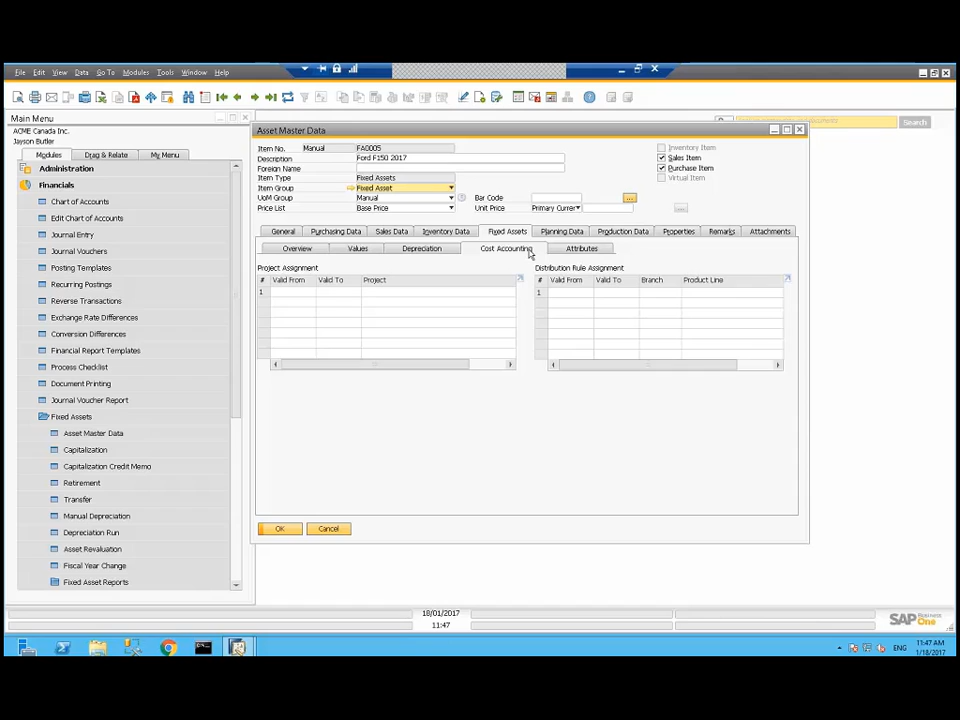 File Edit View Data Go To Modules Tools Window Help
Main Menu
ACME Canada Inc.
Jayson Butler
Modules Drag & Relate My Menu
Administration
Financials
Chart of Accounts
Edit Chart of Accounts
Journal Entry
Journal Vouchers
Posting Templates
Recurring Postings
Reverse Transactions
Exchange Rate Differences
Conversion Differences
Financial Report Templates
Process Checklist
Document Printing
Journal Voucher Report
Fixed Assets
Asset Master Data
Capitalization
Capitalization Credit Memo
Retirement
Transfer
Manual Depreciation
Depreciation Run
Asset Revaluation
Fiscal Year Change
Fixed Asset Reports
Search
Asset Master Data
Item No. Manual FA0005
Description Ford F150 2017
Foreign Name
Item Type Fixed Assets
Item Group Fixed Asset
UoM Group Manual Bar Code ...
Price List Base Price Unit Price Primary Currer ...
Inventory Item
Sales Item
Purchase Item
Virtual Item
General Purchasing Data Sales Data Inventory Data Fixed Assets Planning Data Production Data Properties Remarks Attachments
Overview Values Depreciation Cost Accounting Attributes
Project Assignment
# Valid From Valid To Project
1
Distribution Rule Assignment
# Valid From Valid To Branch Product Line
1
OK Cancel
18/01/2017
11:47
SAP Business One
ENG
11:47 AM
1/18/2017